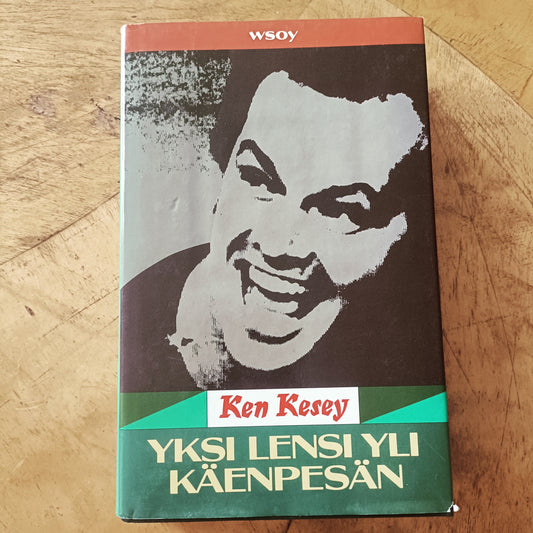 wsoy
Ken Kesey
YKSI LENSI YLI
KÄENPESÄN